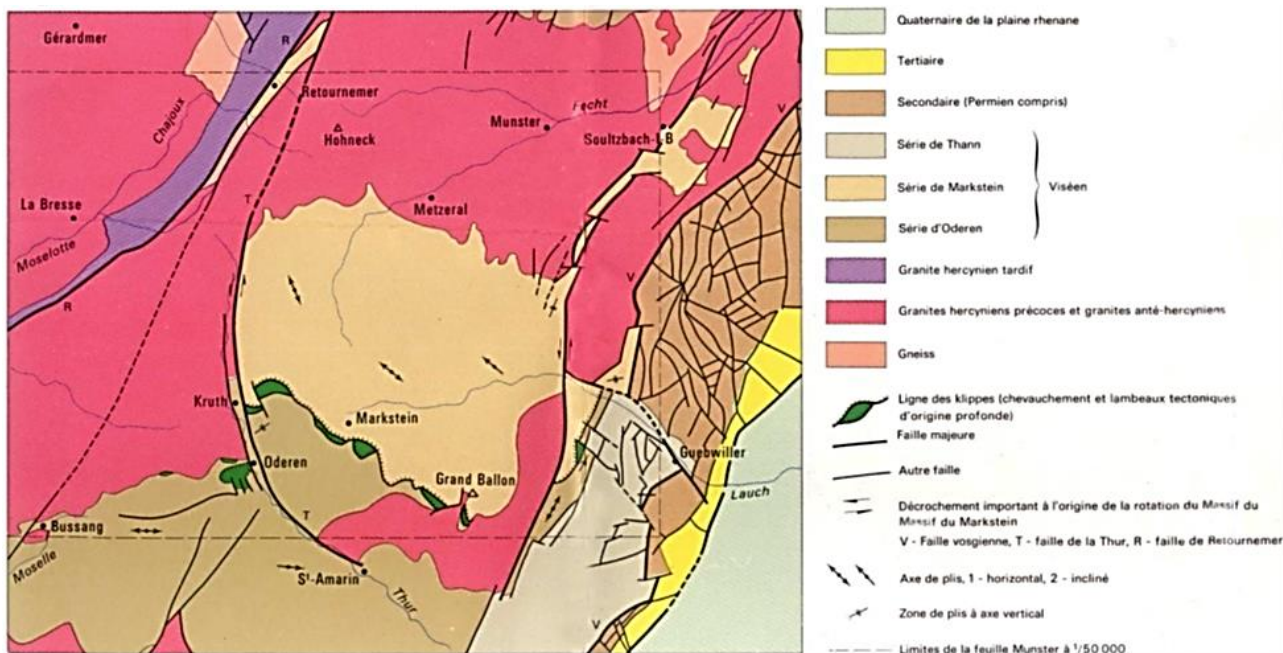 Gérardmer
R
Retournemer
Chajoux
Hohneck
Munster
Fecht
Soultzbach-l-B
V
La Bresse
T
Metzeral
Moselotte
R
V
Kruth
Markstein
Oderen
Grand Ballon
Guebwiller
Lauch
Bussang
T
Moselle
St-Amarin
Thur
V
Quaternaire de la plaine rhenane
Tertiaire
Secondaire (Permien compris)
Série de Thann
Série de Markstein
Viséen
Série d'Oderen
Granite hercynien tardif
Granites hercyniens précoces et granites anté-hercyniens
Gneiss
Ligne des klippes (chevauchement et lambeaux tectoniques
d'origine profonde)
Faille majeure
Autre faille
Décrochement important à l'origine de la rotation du Massif du
Massif du Markstein
V - Faille vosgienne, T - faille de la Thur, R - faille de Retournemer
Axe de plis, 1 - horizontal, 2 - incliné
Zone de plis à axe vertical
Limites de la feuille Munster à 1/50 000